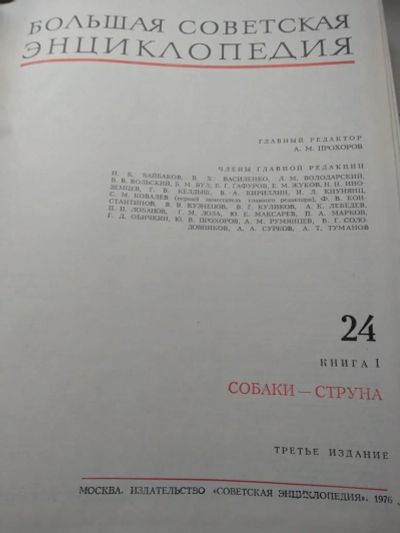 БОЛЬШАЯ СОВЕТСКАЯ
ЭНЦИКЛОПЕДИЯ
ГЛАВНЫЙ РЕДАКТОР
А. М. ПРОХОРОВ
ЧЛЕНЫ ГЛАВНОЙ РЕДАКЦИИ
Н. К. БАЙБАКОВ, В. Х. ВАСИЛЕНКО, Л. М. ВОЛОДАРСКИЙ,
В. В. ВОЛЬСКИЙ, Б. М. ВУЛ, Б. Г. ГАФУРОВ, Е. М. ЖУКОВ, Н. Н. ИНО-
ЗЕМЦЕВ, Г. В. КЕЛДЫШ, В. А. КИРИЛЛИН, И. Л. КНУНЯНЦ,
С. М. КОВАЛЕВ (первый заместитель главного редактора), Ф. В. КОН-
СТАНТИНОВ, В. В. КУЗНЕЦОВ, В. Г. КУЛИКОВ, А. К. ЛЕБЕДЕВ,
П. П. ЛОБАНОВ, Г. М. ЛОЗА, Ю. Е. МАКСАРЕВ, П. А. МАРКОВ,
Г. Д. ОБИЧКИН, Ю. В. ПРОХОРОВ, А. М. РУМЯНЦЕВ, В. Г. СОЛО-
ДОВНИКОВ, А. А. СУРКОВ, А. Т. ТУМАНОВ
24
КНИГА I
СОБАКИ — СТРУНА
ТРЕТЬЕ ИЗДАНИЕ
МОСКВА. ИЗДАТЕЛЬСТВО «СОВЕТСКАЯ ЭНЦИКЛОПЕДИЯ». 1976